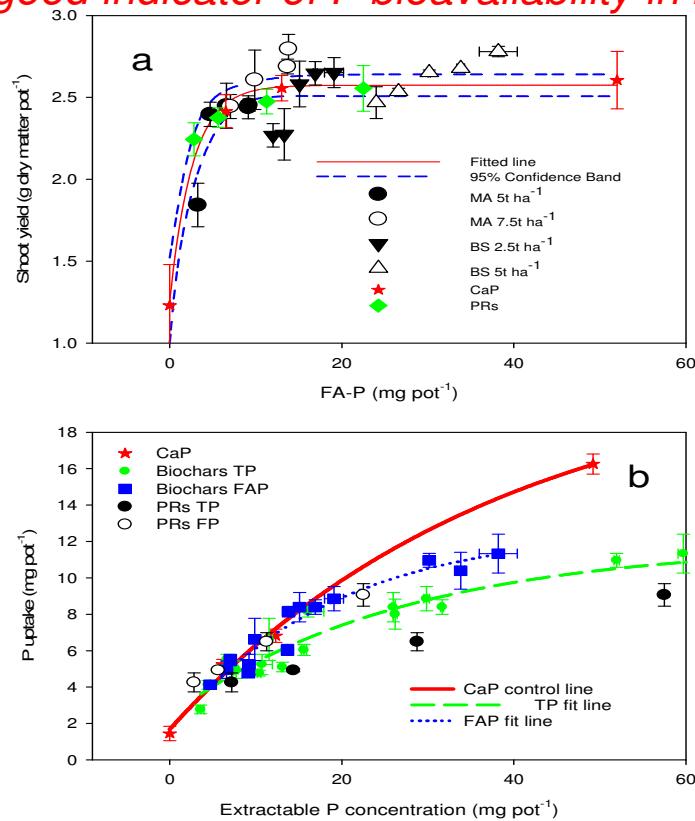 good indicator of P bioavailability in
a
3.0
2.5
2.0
1.5
1.0
Shoot yield (g dry matter pot-1)
Fitted line
95% Confidence Band
MA 5t ha-1
MA 7.5t ha-1
BS 2.5t ha-1
BS 5t ha-1
CaP
PRs
0 20 40 60
FA-P (mg pot-1)
b
18
16
14
12
10
8
6
4
2
0
P uptake (mg pot-1)
CaP
Biochars TP
Biochars FAP
PRs TP
PRs FP
CaP control line
TP fit line
FAP fit line
0 20 40 60
Extractable P concentration (mg pot-1)